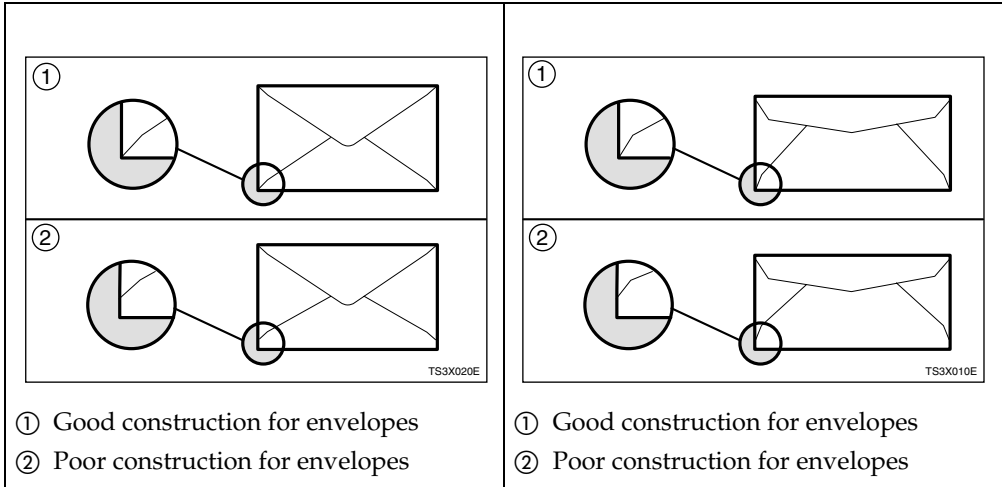 ①
②
TS3X020E
① Good construction for envelopes
② Poor construction for envelopes
①
②
TS3X010E
① Good construction for envelopes
② Poor construction for envelopes